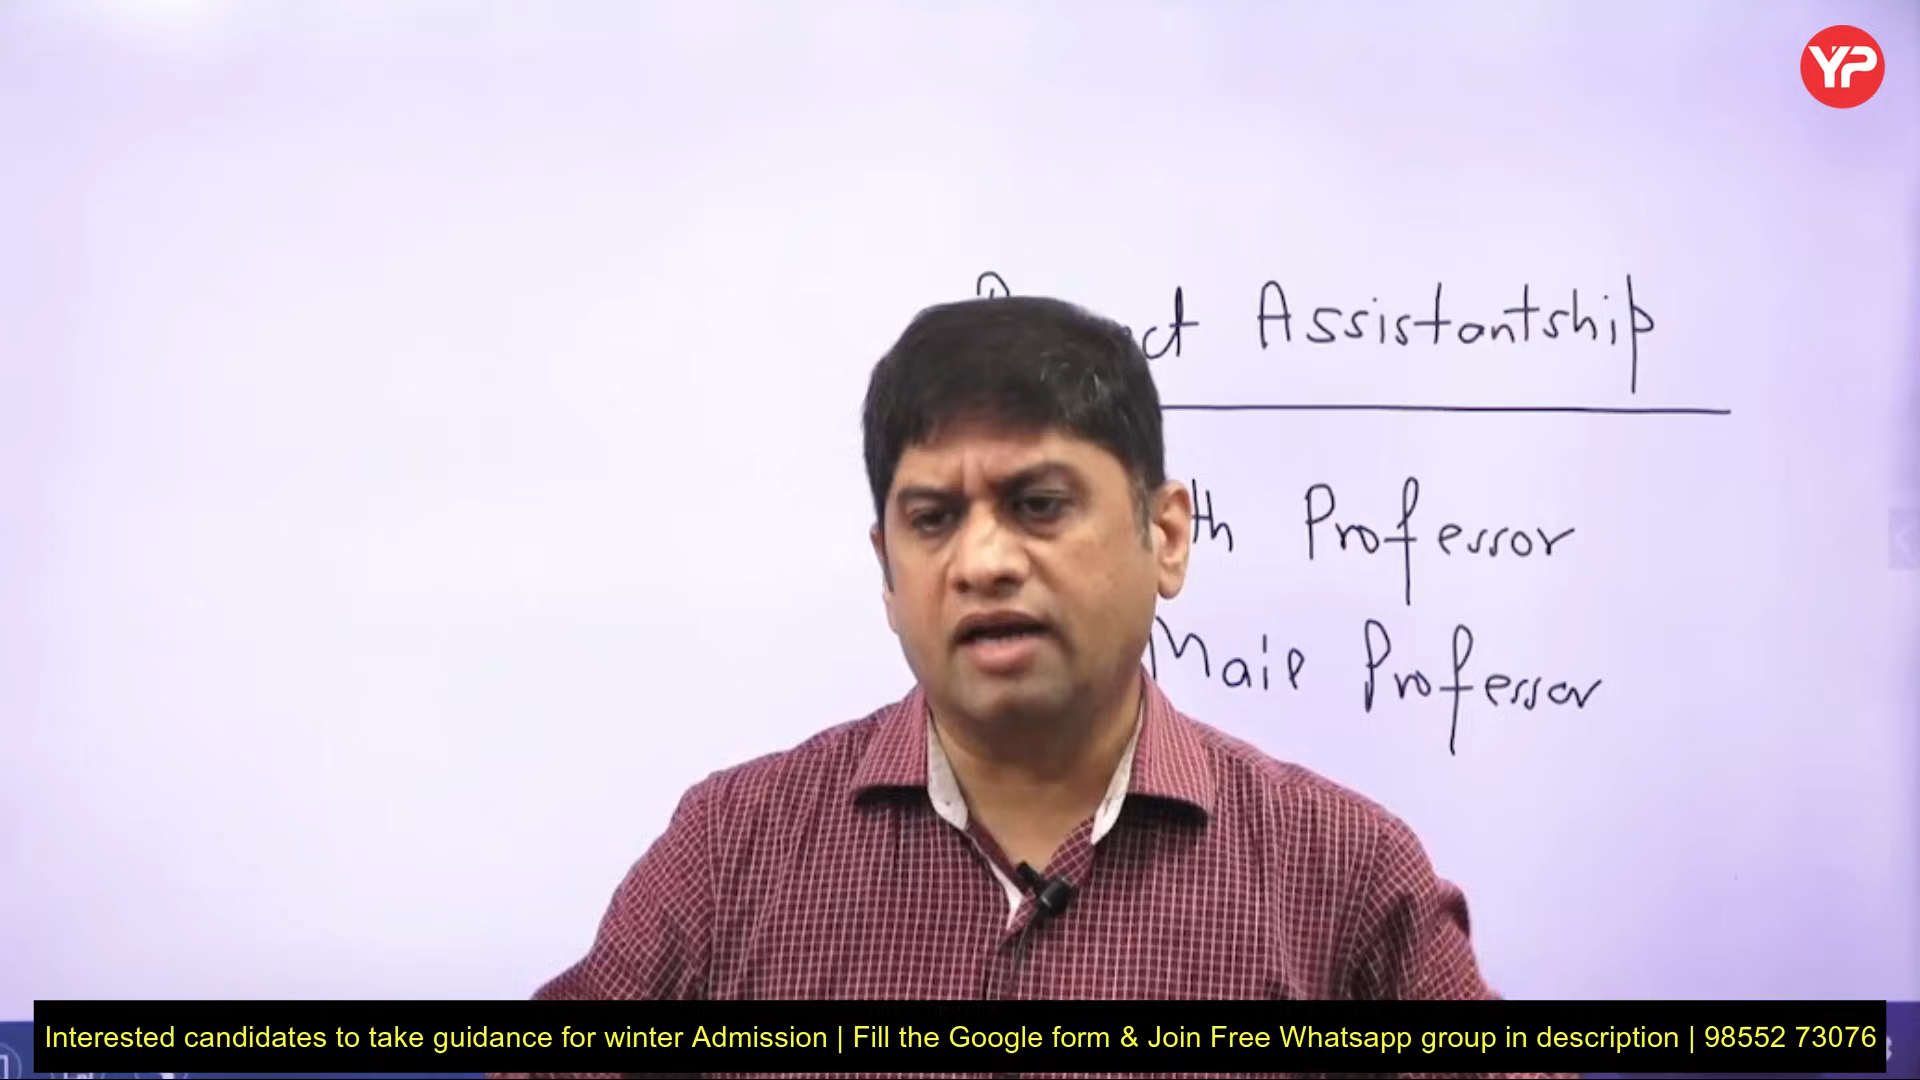 YP
Assistantship
Professor
Mail Professor
Interested candidates to take guidance for winter Admission | Fill the Google form & Join Free Whatsapp group in description | 98552 73076